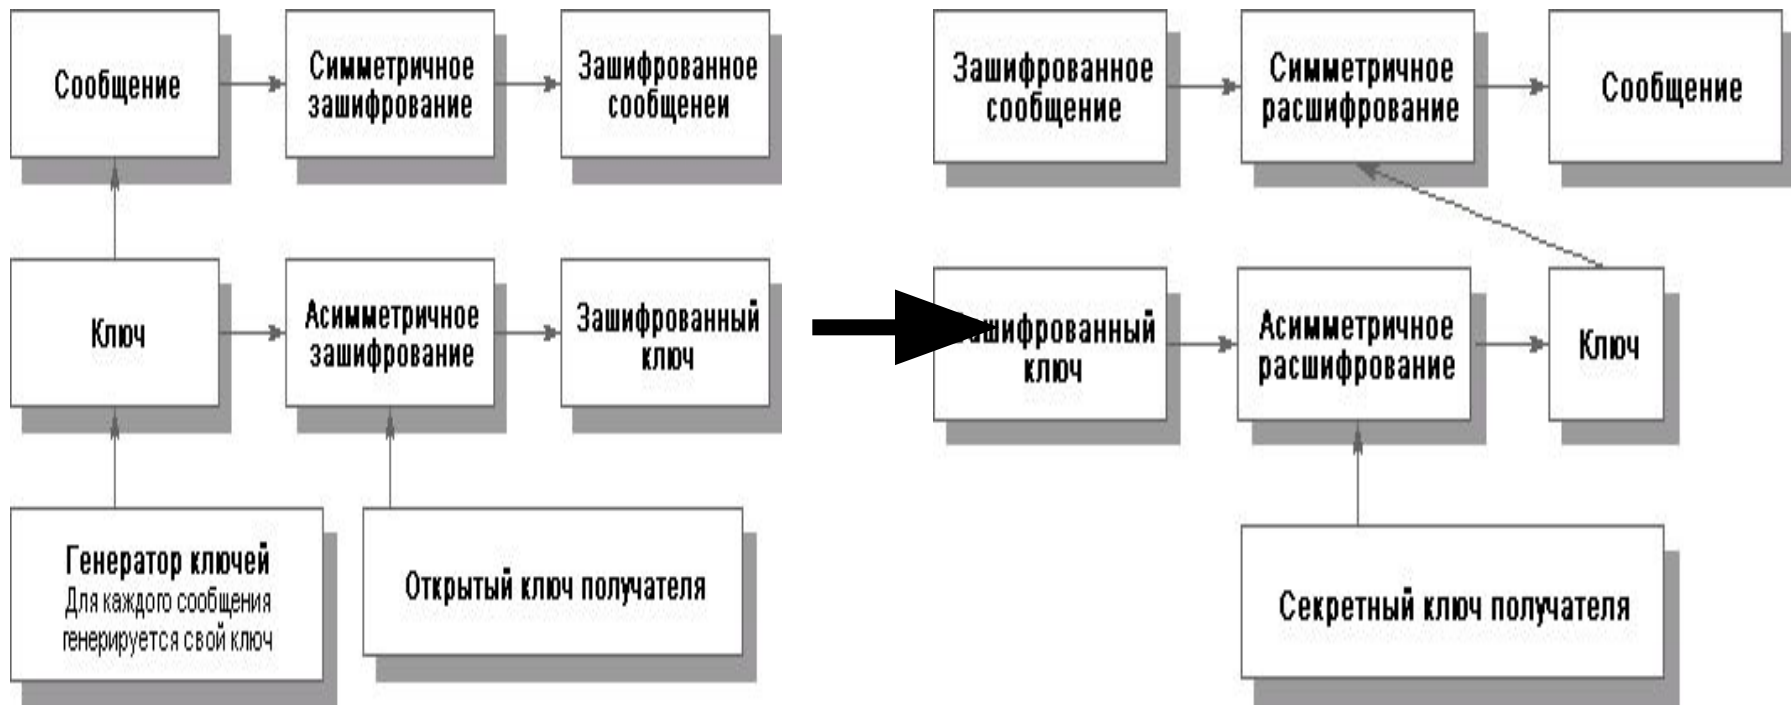 Сообщение
Симметричное
зашифрование
Зашифрованное
сообщенеи
Ключ
Асимметричное
зашифрование
Зашифрованный
ключ
Генератор ключей
Для каждого сообщения
генерируется свой ключ
Открытый ключ получателя
Зашифрованное
сообщение
Симметричное
расшифрование
Сообщение
Зашифрованный
ключ
Асимметричное
расшифрование
Ключ
Секретный ключ получателя